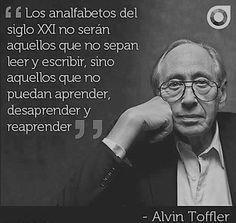 Los analfabetos del
siglo XXI no serán
aquellos que no sepan
leer y escribir, sino
aquellos que no
puedan aprender,
desaprender y
reaprender
- Alvin Toffler